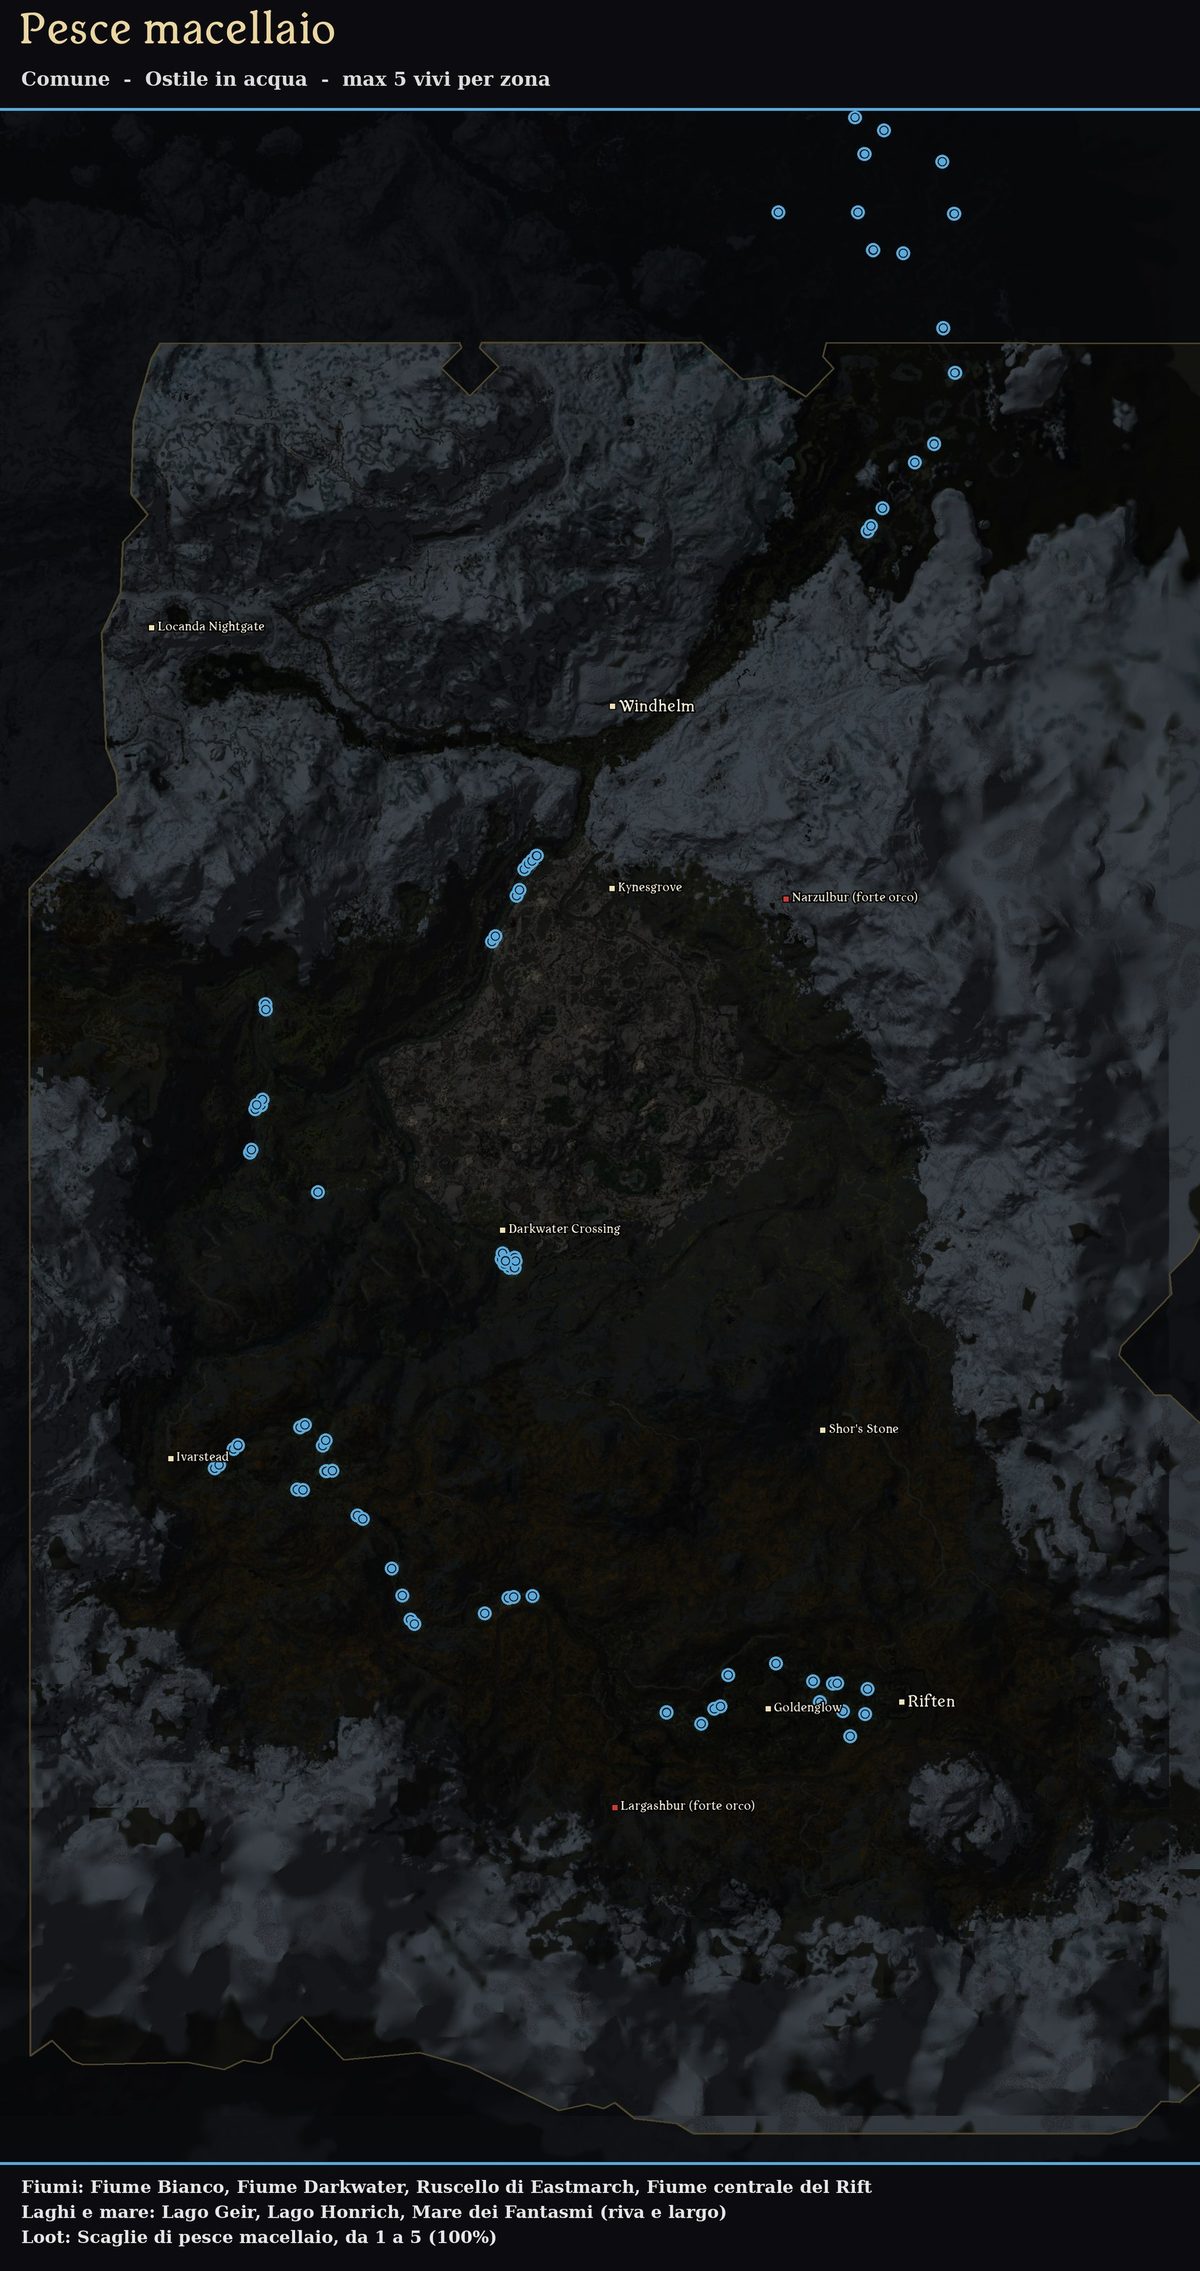 Pesce macellaio
Comune - Ostile in acqua - max 5 vivi per zona
Locanda Nightgate
Windhelm
Kynesgrove
Narzulbur (forte orco)
Darkwater Crossing
Shor's Stone
Ivarstead
Riften
Goldenglow
Largashbur (forte orco)
Fiumi: Fiume Bianco, Fiume Darkwater, Ruscello di Eastmarch, Fiume centrale del Rift
Laghi e mare: Lago Geir, Lago Honrich, Mare dei Fantasmi (riva e largo)
Loot: Scaglie di pesce macellaio, da 1 a 5 (100%)